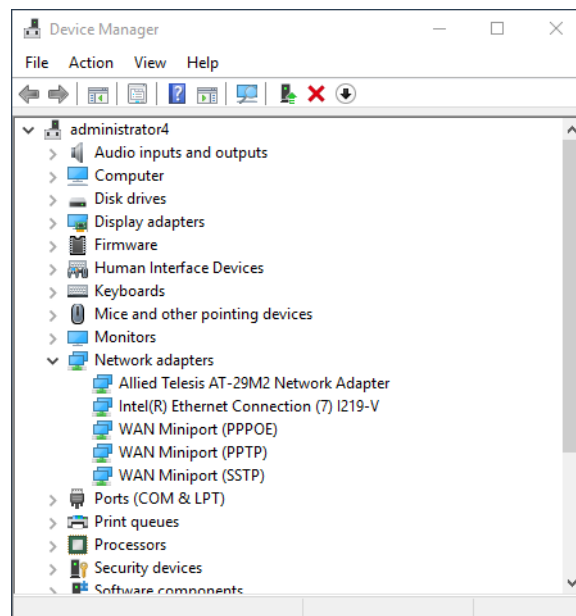 Device Manager
File Action View Help
administrator4
Audio inputs and outputs
Computer
Disk drives
Display adapters
Firmware
Human Interface Devices
Keyboards
Mice and other pointing devices
Monitors
Network adapters
Allied Telesis AT-29M2 Network Adapter
Intel(R) Ethernet Connection (7) I219-V
WAN Miniport (PPPOE)
WAN Miniport (PPTP)
WAN Miniport (SSTP)
Ports (COM & LPT)
Print queues
Processors
Security devices
Software components